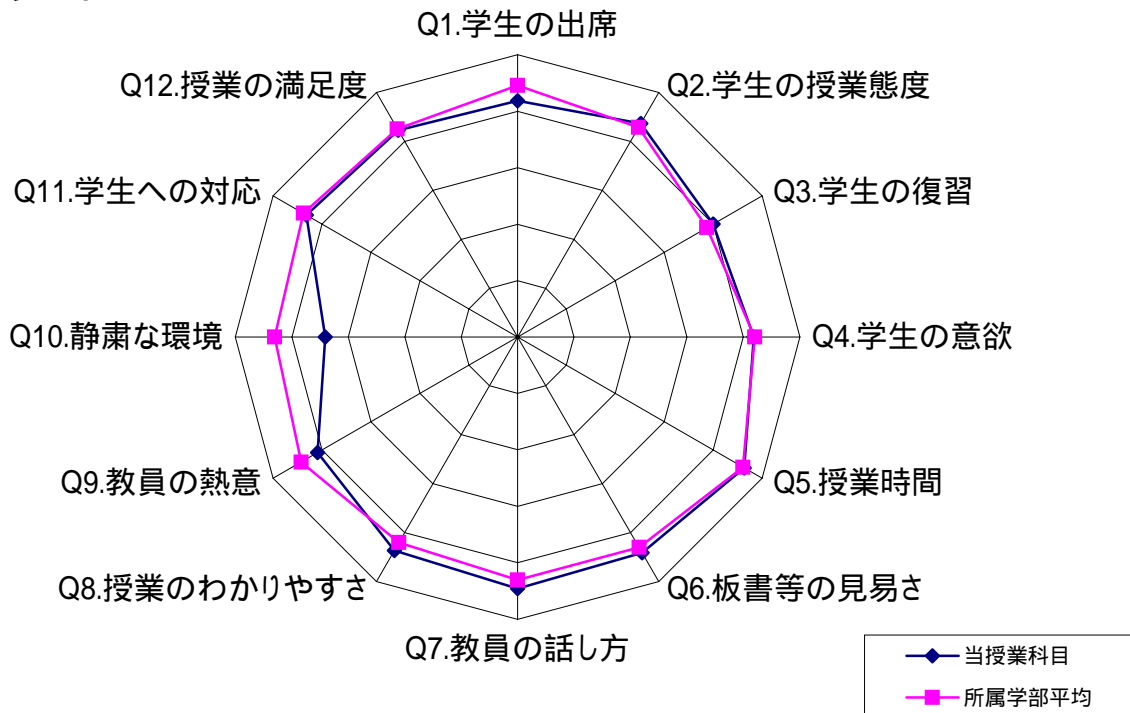 Q1.学生の出席
Q2.学生の授業態度
Q3.学生の復習
Q4.学生の意欲
Q5.授業時間
Q6.板書等の見易さ
Q7.教員の話し方
Q8.授業のわかりやすさ
Q9.教員の熱意
Q10.静粛な環境
Q11.学生への対応
Q12.授業の満足度
当授業科目
所属学部平均